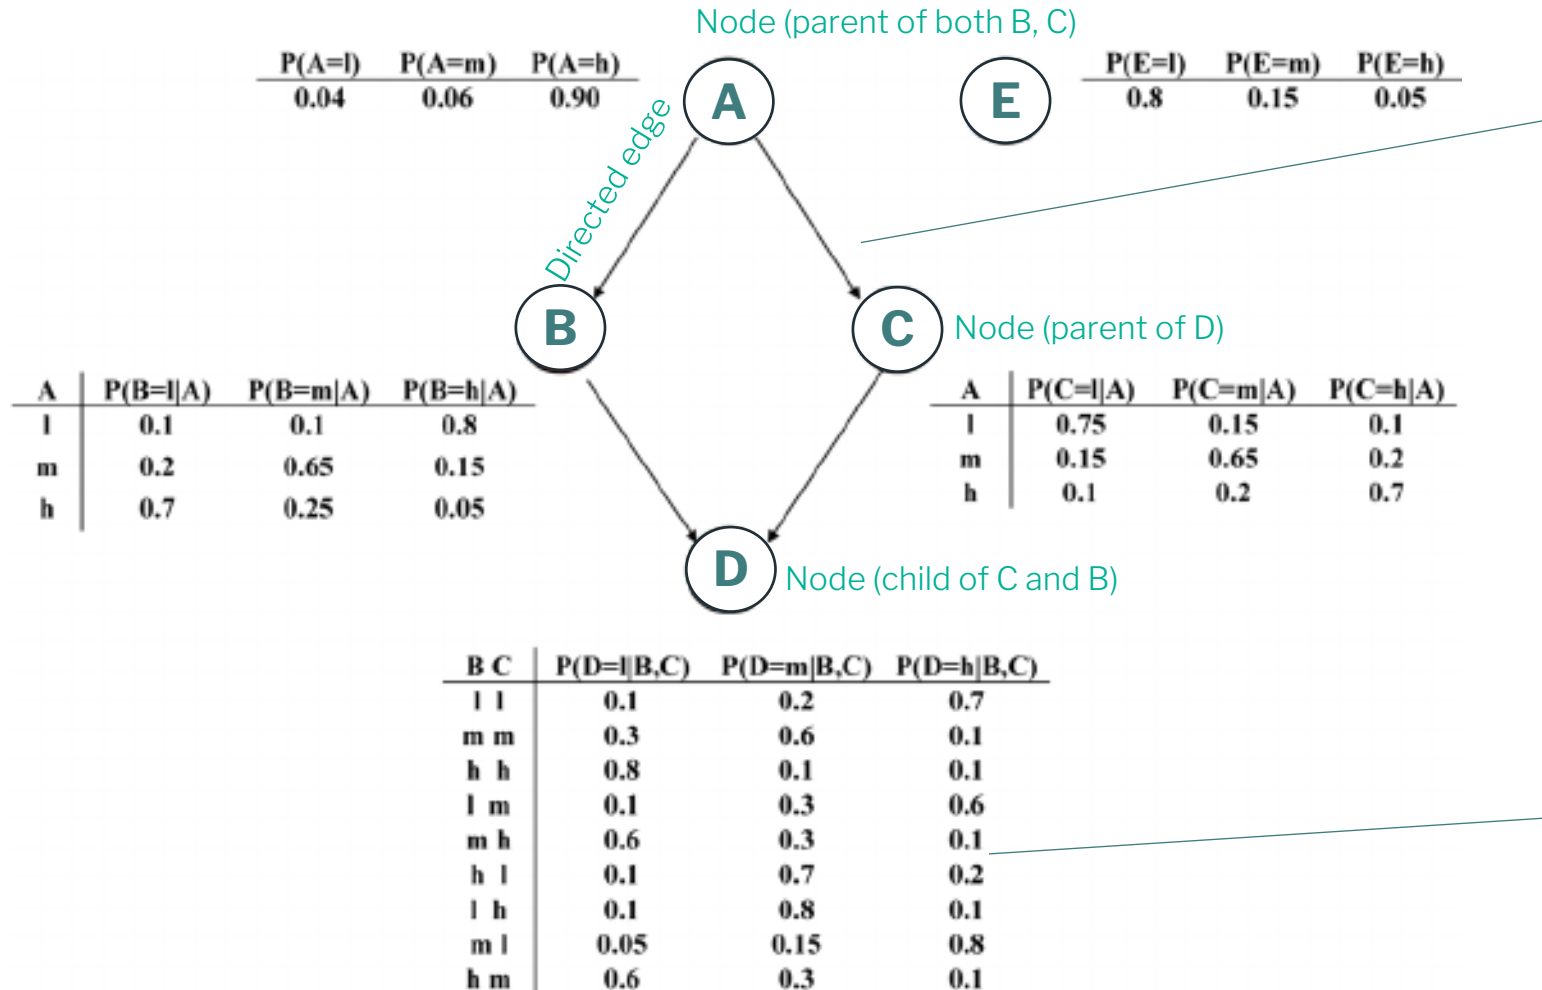 Node (parent of both B, C)
P(A=l) P(A=m) P(A=h)
0.04 0.06 0.90
A
E
P(E=l) P(E=m) P(E=h)
0.8 0.15 0.05
Directed edge
B
C
Node (parent of D)
A P(B=l|A) P(B=m|A) P(B=h|A)
l 0.1 0.1 0.8
m 0.2 0.65 0.15
h 0.7 0.25 0.05
A P(C=l|A) P(C=m|A) P(C=h|A)
l 0.75 0.15 0.1
m 0.15 0.65 0.2
h 0.1 0.2 0.7
D
Node (child of C and B)
B C P(D=l|B,C) P(D=m|B,C) P(D=h|B,C)
l l 0.1 0.2 0.7
m m 0.3 0.6 0.1
h h 0.8 0.1 0.1
l m 0.1 0.3 0.6
m h 0.6 0.3 0.1
h l 0.1 0.7 0.2
l h 0.1 0.8 0.1
m l 0.05 0.15 0.8
h m 0.6 0.3 0.1